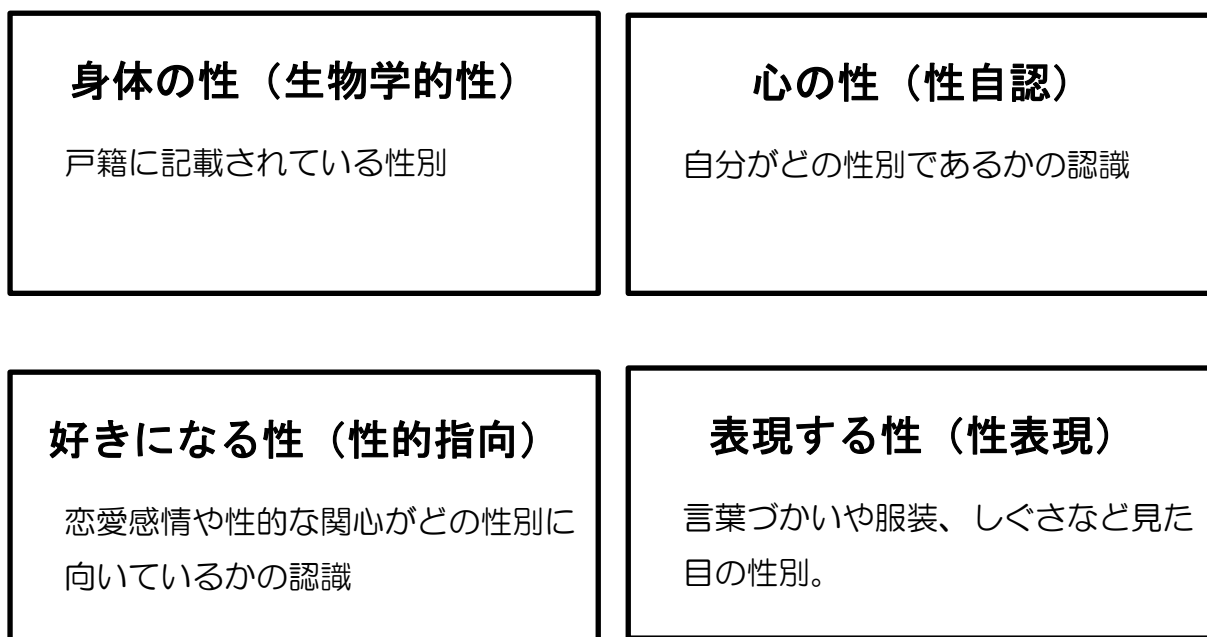 身体の性（生物学的性）
戸籍に記載されている性別
心の性（性自認）
自分がどの性別であるかの認識
好きになる性（性的指向）
恋愛感情や性的な関心がどの性別に
向いているかの認識
表現する性（性表現）
言葉づかいや服装、しぐさなど見た
目の性別。